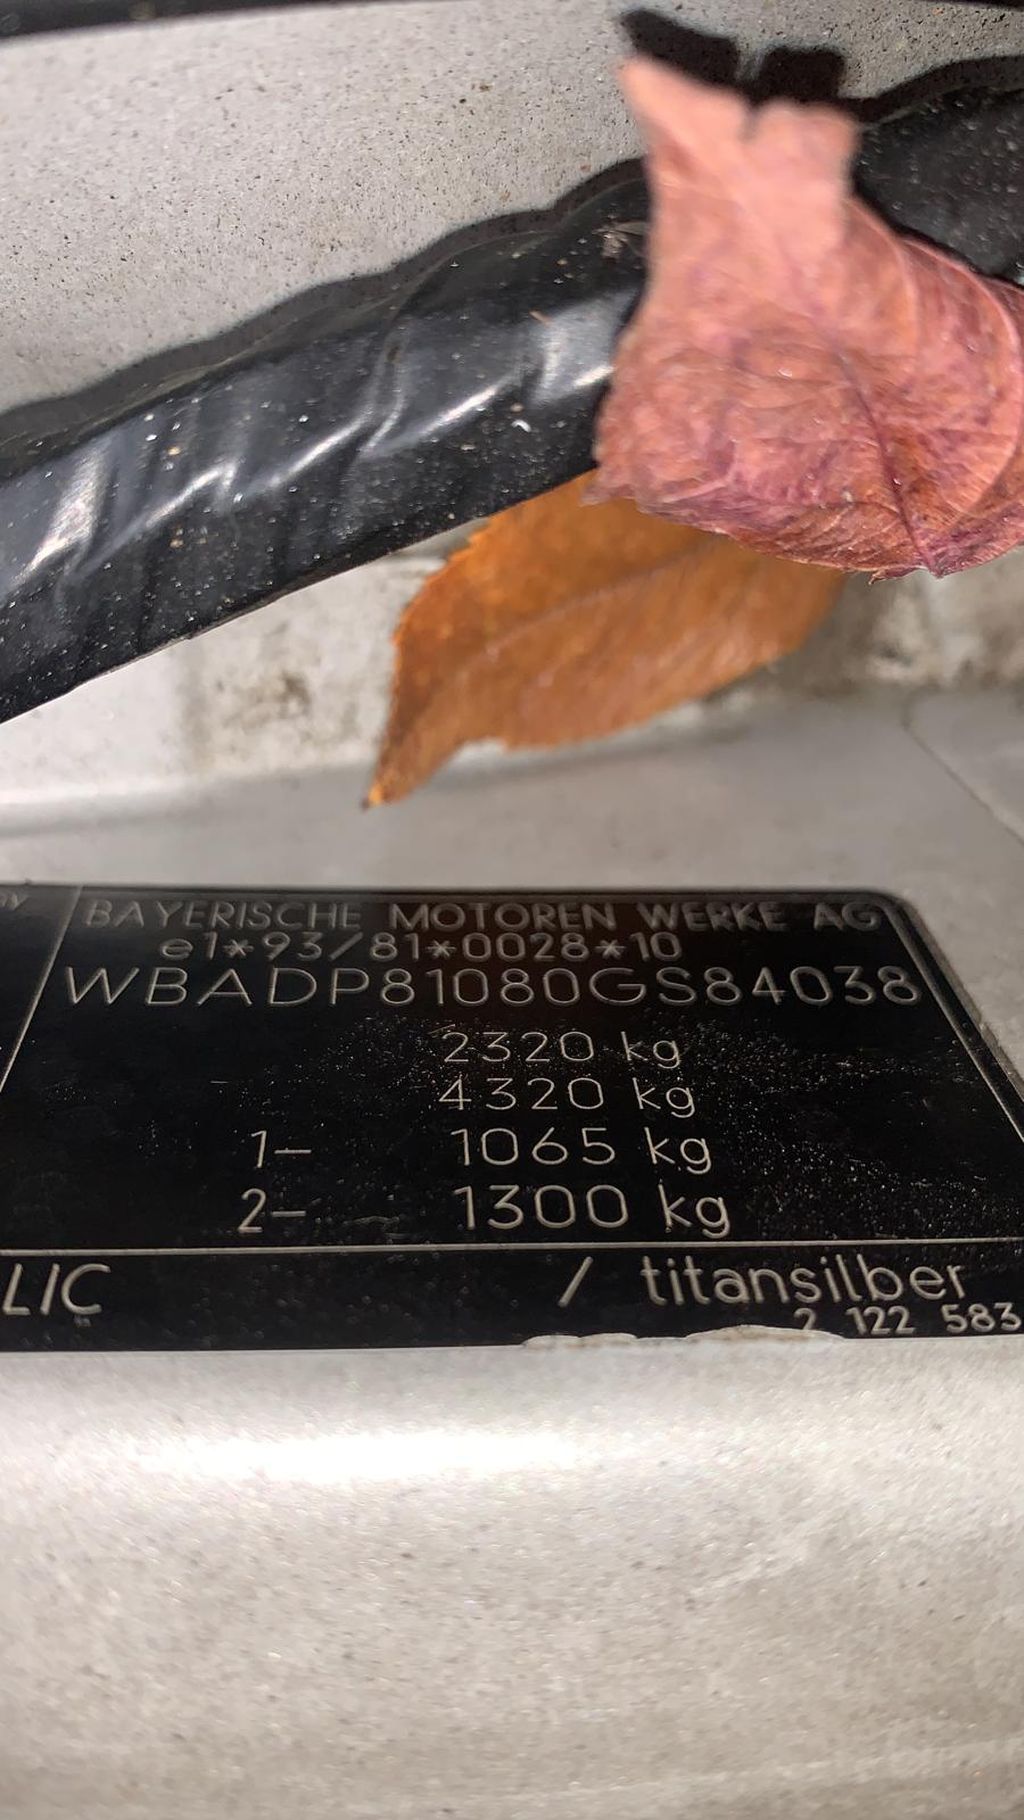 BAYERISCHE MOTOREN WERKE AG
e1*93/81*0028*10
WBADP81080GS84038
2320 kg
4320 kg
1- 1065 kg
2- 1300 kg
LIC / titansilber
2 122 583